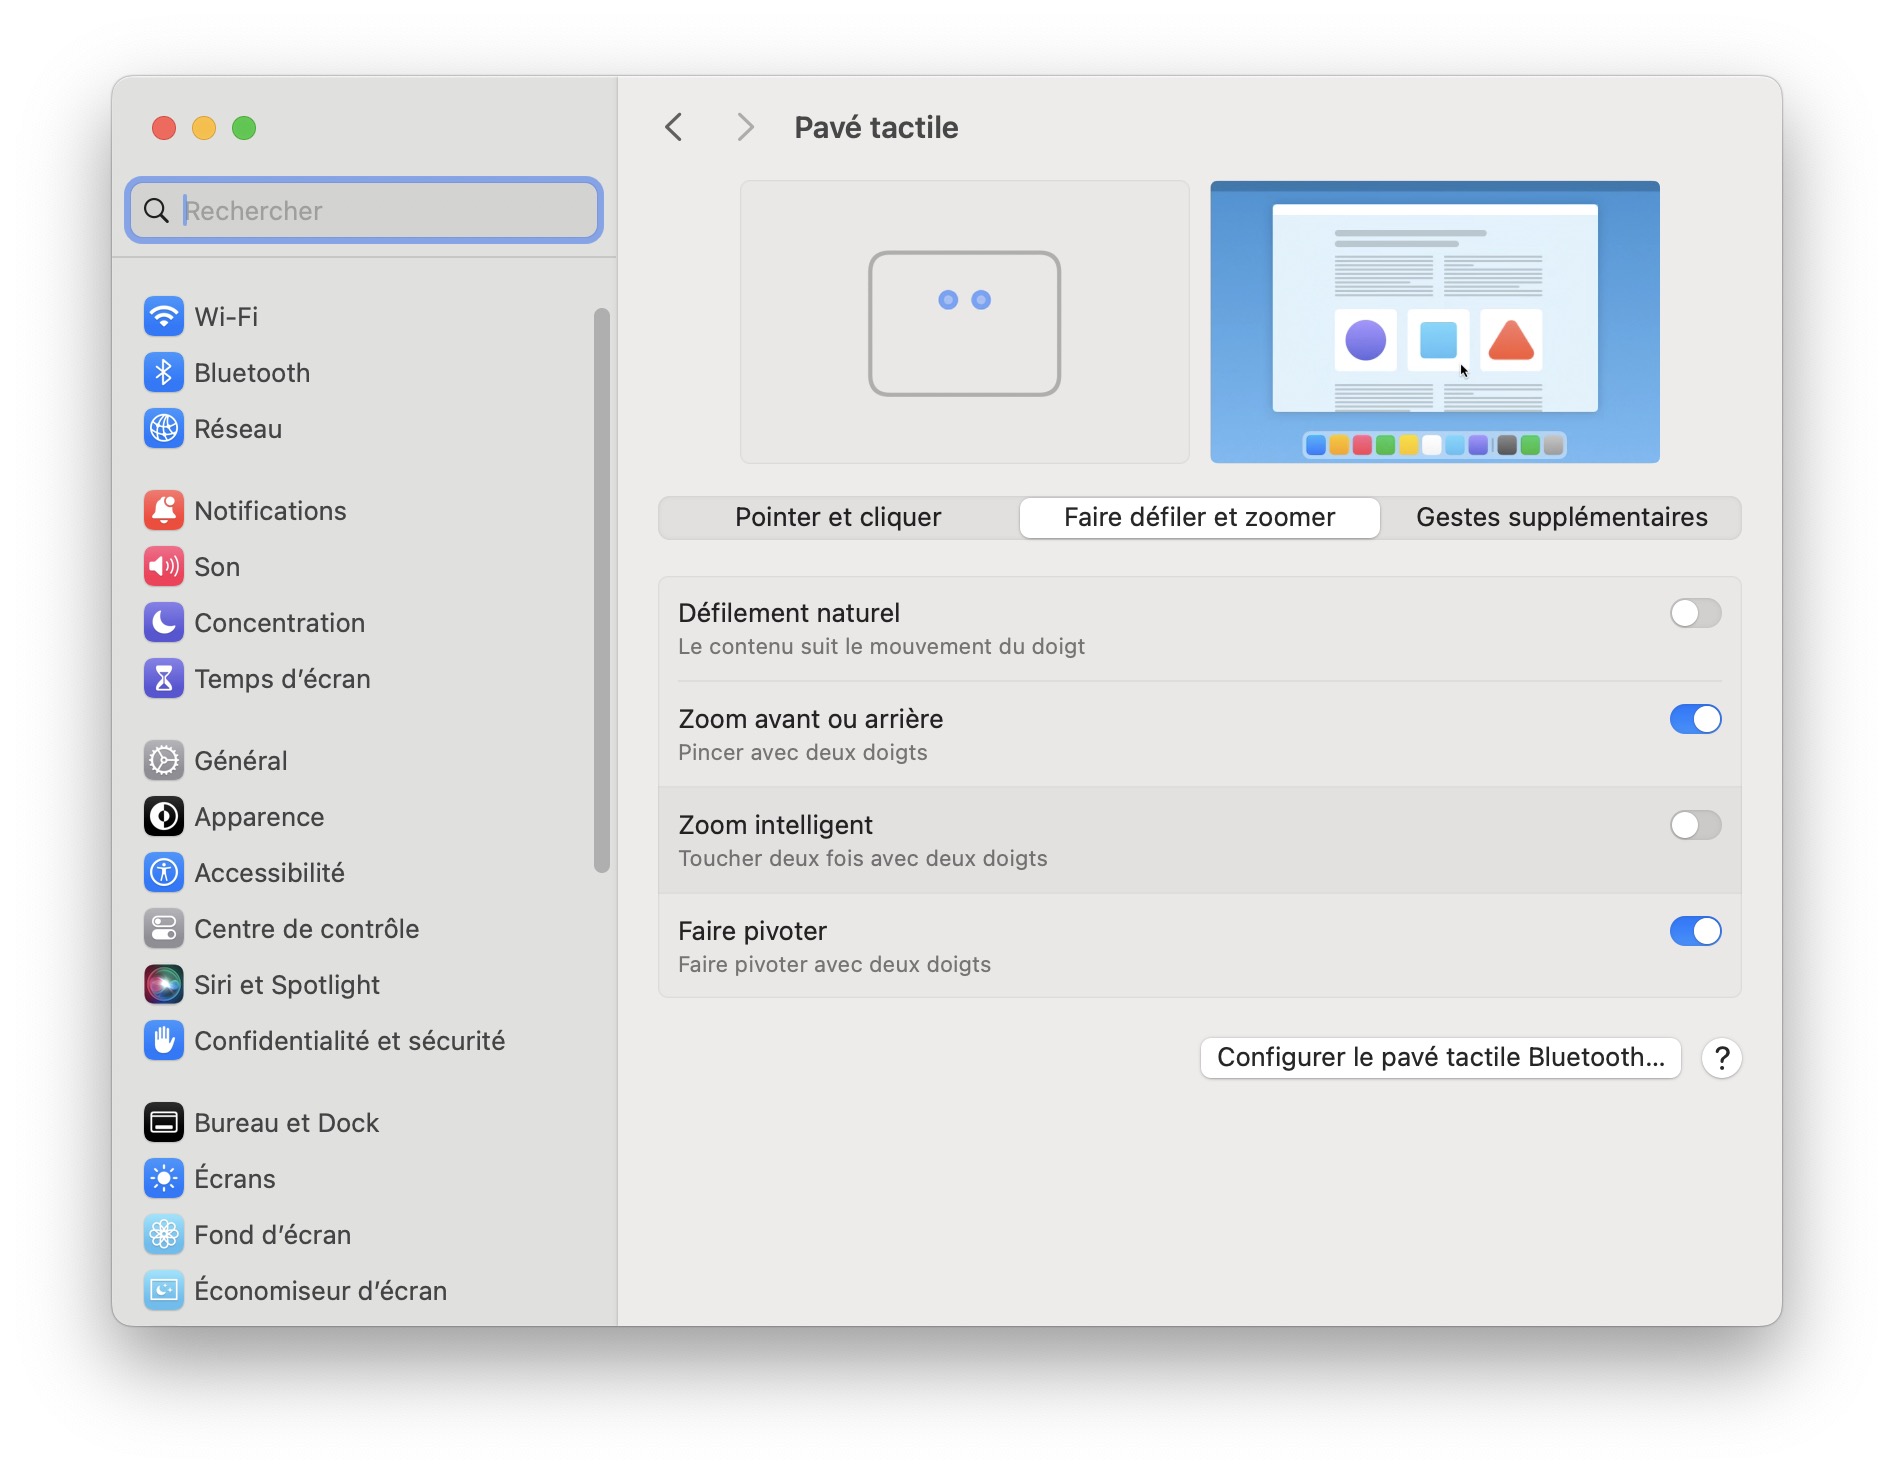 Rechercher
Wi-Fi
Bluetooth
Réseau
Notifications
Son
Concentration
Temps d’écran
Général
Apparence
Accessibilité
Centre de contrôle
Siri et Spotlight
Confidentialité et sécurité
Bureau et Dock
Écrans
Fond d’écran
Économiseur d’écran
Pavé tactile
Pointer et cliquer
Faire défiler et zoomer
Gestes supplémentaires
Défilement naturel
Le contenu suit le mouvement du doigt
Zoom avant ou arrière
Pincer avec deux doigts
Zoom intelligent
Toucher deux fois avec deux doigts
Faire pivoter
Faire pivoter avec deux doigts
Configurer le pavé tactile Bluetooth...
?